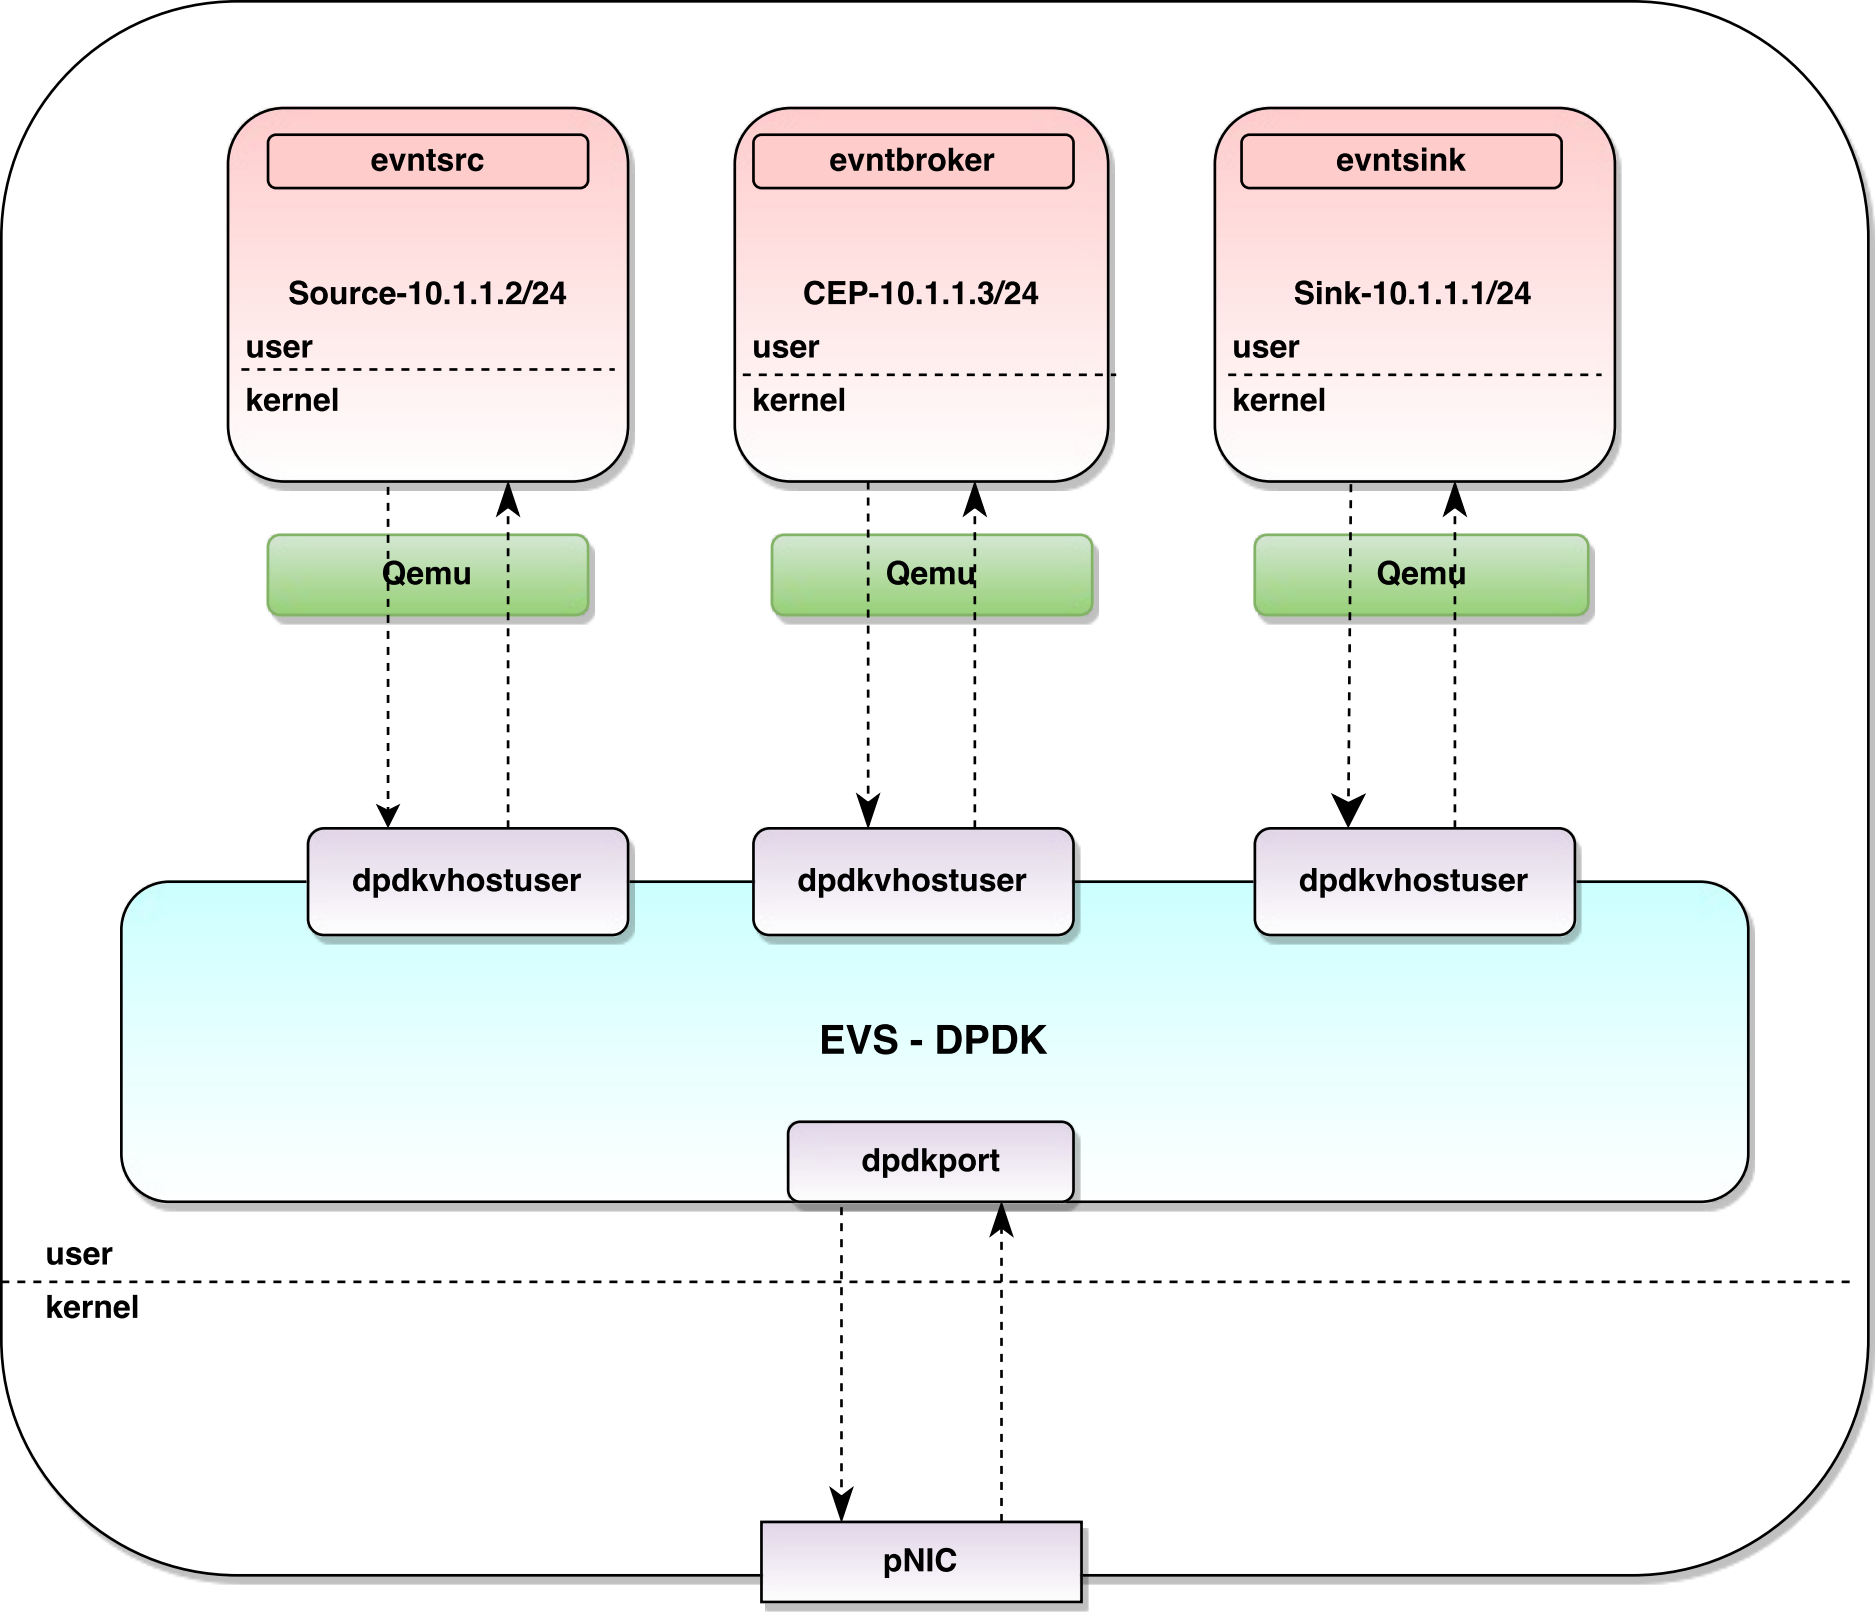 evntsrc
evntbroker
evntsink
Source-10.1.1.2/24
CEP-10.1.1.3/24
Sink-10.1.1.1/24
user
user
user
kernel
kernel
kernel
Qemu
Qemu
Qemu
dpdkvhostuser
dpdkvhostuser
dpdkvhostuser
EVS - DPDK
dpdkport
user
kernel
pNIC